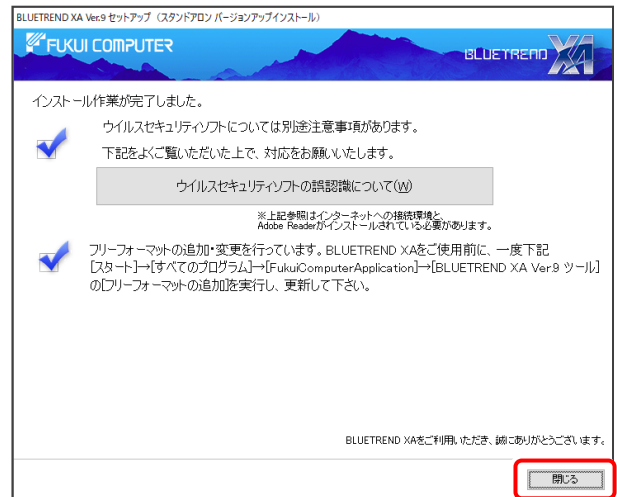 BLUETREND XA Ver.9 セットアップ（スタンドアロン バージョンアップインストール）
FUKUI COMPUTER
BLUETREND XA
インストール作業が完了しました。
ウイルスセキュリティソフトについては別途注意事項があります。
下記をよくご覧いただいた上で、対応をお願いいたします。
ウイルスセキュリティソフトの誤認識について(W)
※上記参照はインターネットへの接続環境と、
Adobe Readerがインストールされている必要があります。
フリーフォーマットの追加・変更を行っています。BLUETREND XAをご使用前に、一度下記
[スタート]→[すべてのプログラム]→[FukuiComputerApplication]→[BLUETREND XA Ver.9 ツール]
の[フリーフォーマットの追加]を実行し、更新して下さい。
BLUETREND XAをご利用いただき、誠にありがとうございます。
閉じる